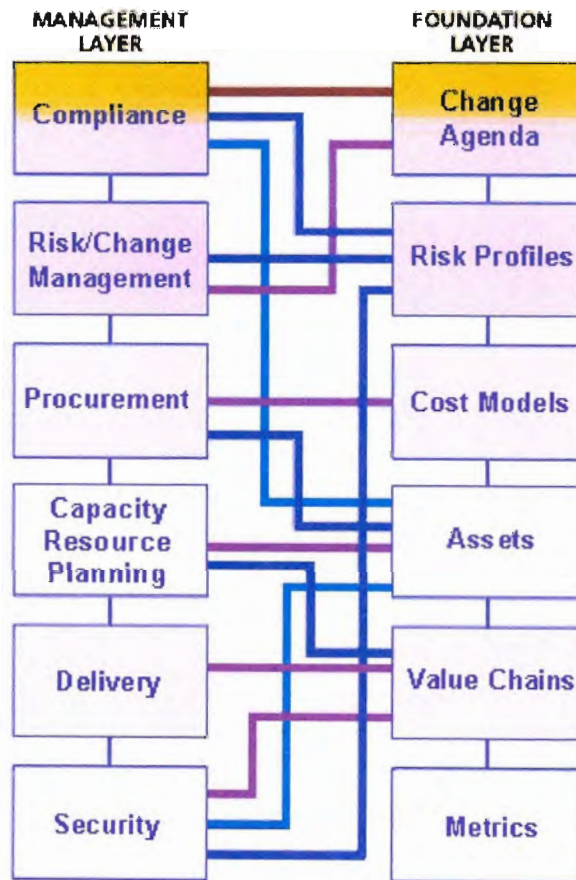 MANAGEMENT
LAYER
FOUNDATION
LAYER
Compliance
Change
Agenda
Risk/Change
Management
Risk Profiles
Procurement
Cost Models
Capacity
Resource
Planning
Assets
Delivery
Value Chains
Security
Metrics